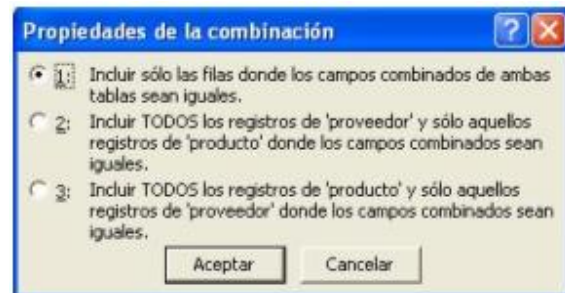 Propiedades de la combinación
1: Incluir sólo las filas donde los campos combinados de ambas
tablas sean iguales.
2: Incluir TODOS los registros de 'proveedor' y sólo aquellos
registros de 'producto' donde los campos combinados sean
iguales.
3: Incluir TODOS los registros de 'producto' y sólo aquellos
registros de 'proveedor' donde los campos combinados sean
iguales.
Aceptar Cancelar